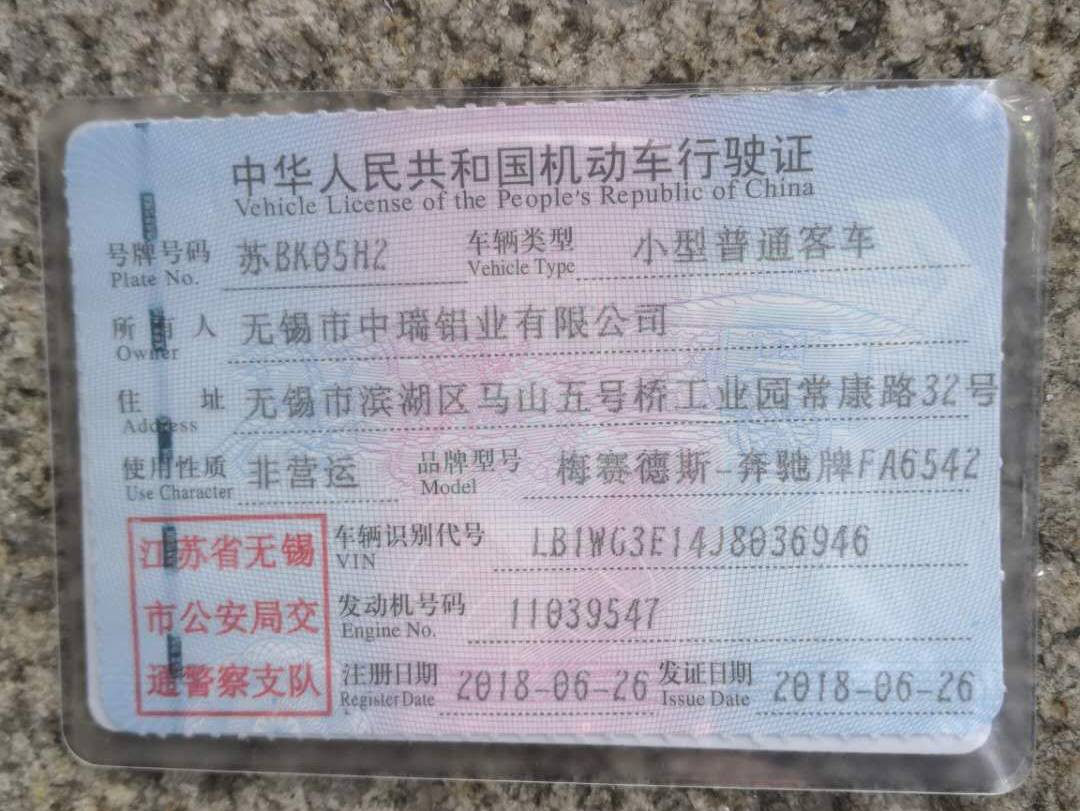 中华人民共和国机动车行驶证
Vehicle License of the People's Republic of China
号牌号码 苏BK05H2 车辆类型 小型普通客车
Plate No. Vehicle Type
所有人 无锡市中瑞铝业有限公司
Owner
住址 无锡市滨湖区马山五号桥工业园常康路32号
Address
使用性质 非营运 品牌型号 梅赛德斯-奔驰牌FA6542
Use Character Model
江苏省无锡
市公安局交
通警察支队
车辆识别代号 LB1WG3E14J8036946
VIN
发动机号码 11039547
Engine No.
注册日期 2018-06-26 发证日期 2018-06-26
Register Date Issue Date